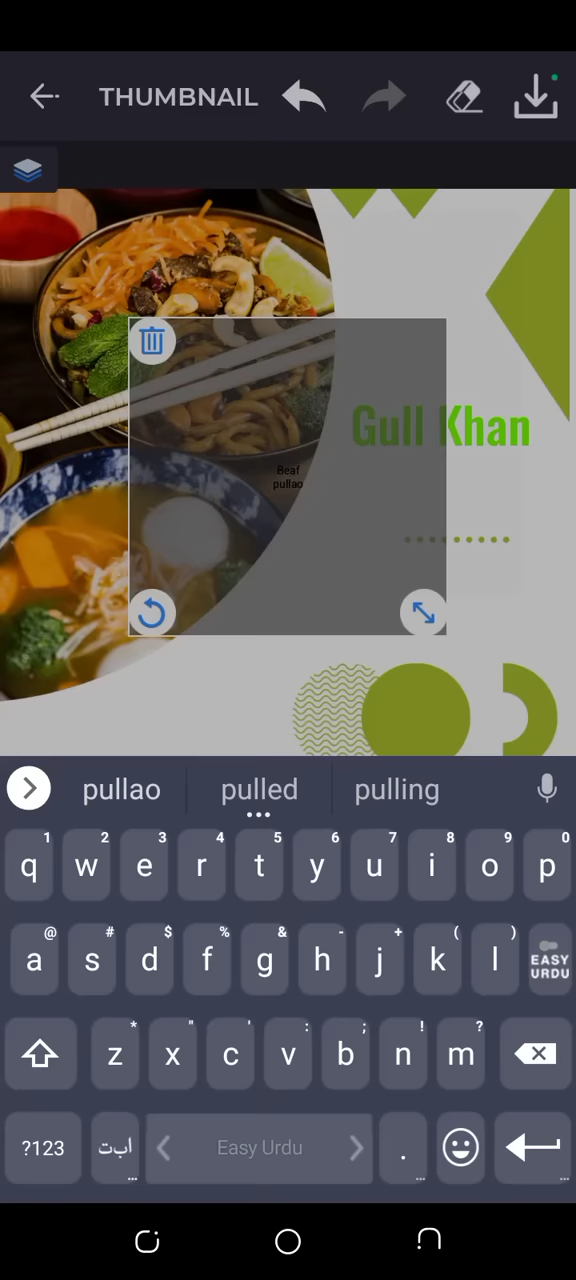 THUMBNAIL
Gull Khan
Beaf
pullao
pullao pulled pulling
1 2 3 4 5 6 7 8 9 0
q w e r t y u i o p
@ # $ % & - + ( )
a s d f g h j k l EASY URDU
* " ' : ; ! ?
z x c v b n m
?123 ابت Easy Urdu .